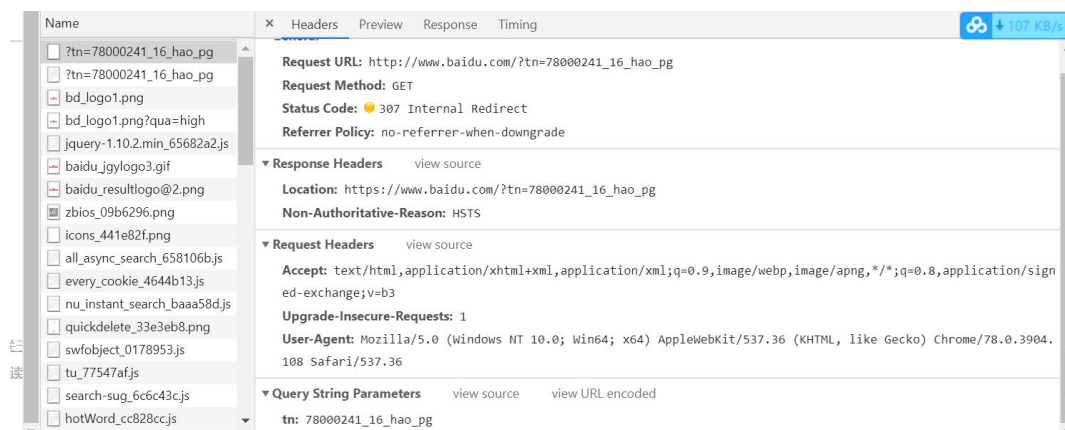 Name
× Headers Preview Response Timing
↓ 107 KB/s
?tn=78000241_16_hao_pg
?tn=78000241_16_hao_pg
bd_logo1.png
bd_logo1.png?qua=high
jquery-1.10.2.min_65682a2.js
baidu_jgylogo3.gif
baidu_resultlogo@2.png
zbios_09b6296.png
icons_441e82f.png
all_async_search_658106b.js
every_cookie_4644b13.js
nu_instant_search_baaa58d.js
quickdelete_33e3eb8.png
swfobject_0178953.js
tu_77547af.js
search-sug_6c6c43c.js
hotWord_cc828cc.js
General
Request URL: http://www.baidu.com/?tn=78000241_16_hao_pg
Request Method: GET
Status Code: 307 Internal Redirect
Referrer Policy: no-referrer-when-downgrade
▼ Response Headers view source
Location: https://www.baidu.com/?tn=78000241_16_hao_pg
Non-Authoritative-Reason: HSTS
▼ Request Headers view source
Accept: text/html,application/xhtml+xml,application/xml;q=0.9,image/webp,image/apng,*/*;q=0.8,application/sign
ed-exchange;v=b3
Upgrade-Insecure-Requests: 1
User-Agent: Mozilla/5.0 (Windows NT 10.0; Win64; x64) AppleWebKit/537.36 (KHTML, like Gecko) Chrome/78.0.3904.
108 Safari/537.36
▼ Query String Parameters view source view URL encoded
tn: 78000241_16_hao_pg